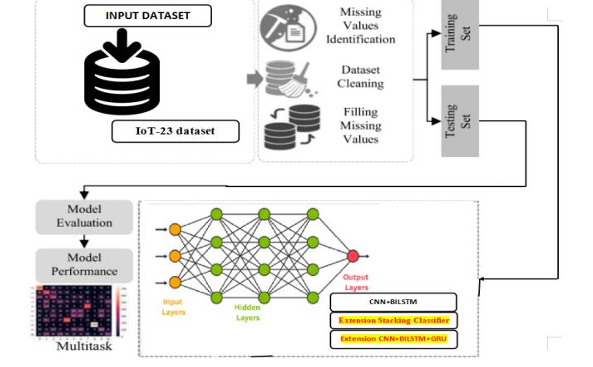 INPUT DATASET
IoT-23 dataset
Missing
Values
Identification
Dataset
Cleaning
Filling
Missing
Values
Training
Set
Testing
Set
Model
Evaluation
Model
Performance
Multitask
Input
Layers
Hidden
Layers
Output
Layers
CNN+BILSTM
Extension Stacking Classifier
Extension CNN+BILSTM+GRU